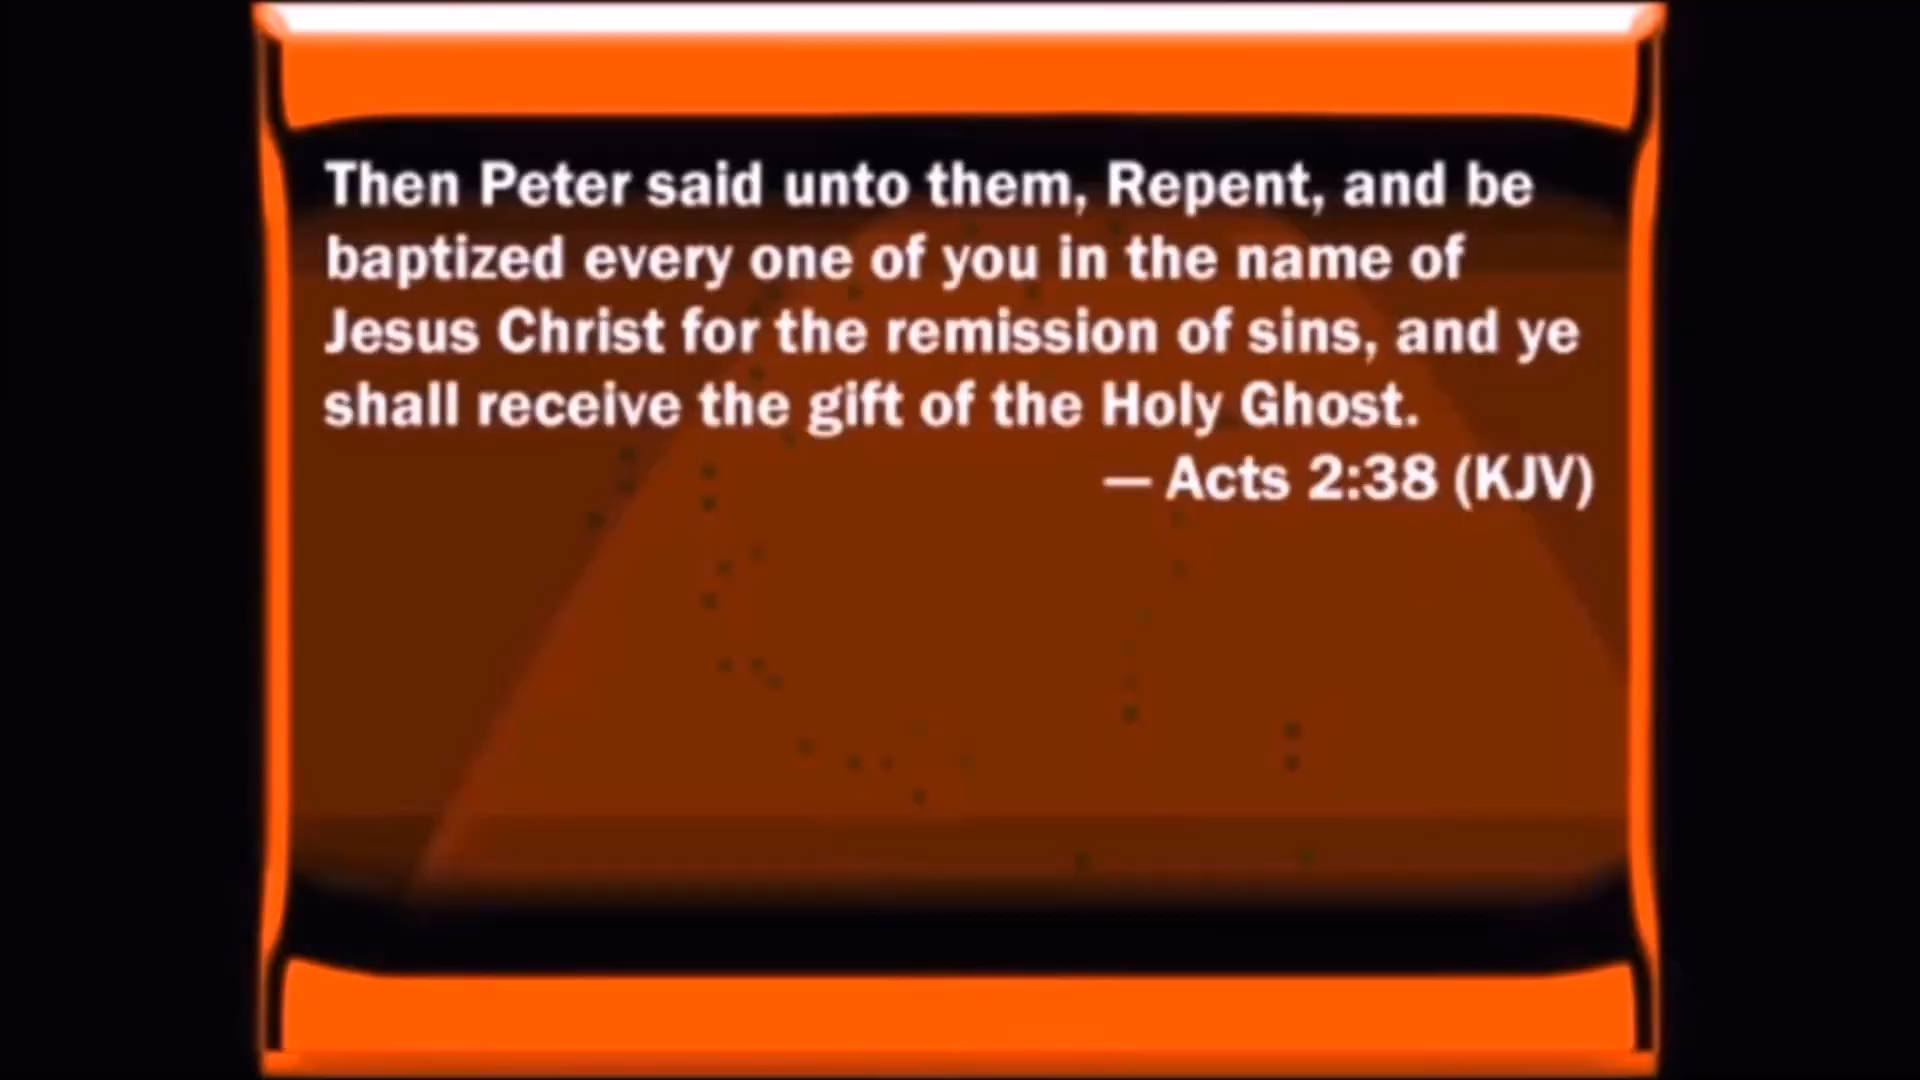 Then Peter said unto them, Repent, and be
baptized every one of you in the name of
Jesus Christ for the remission of sins, and ye
shall receive the gift of the Holy Ghost.
— Acts 2:38 (KJV)